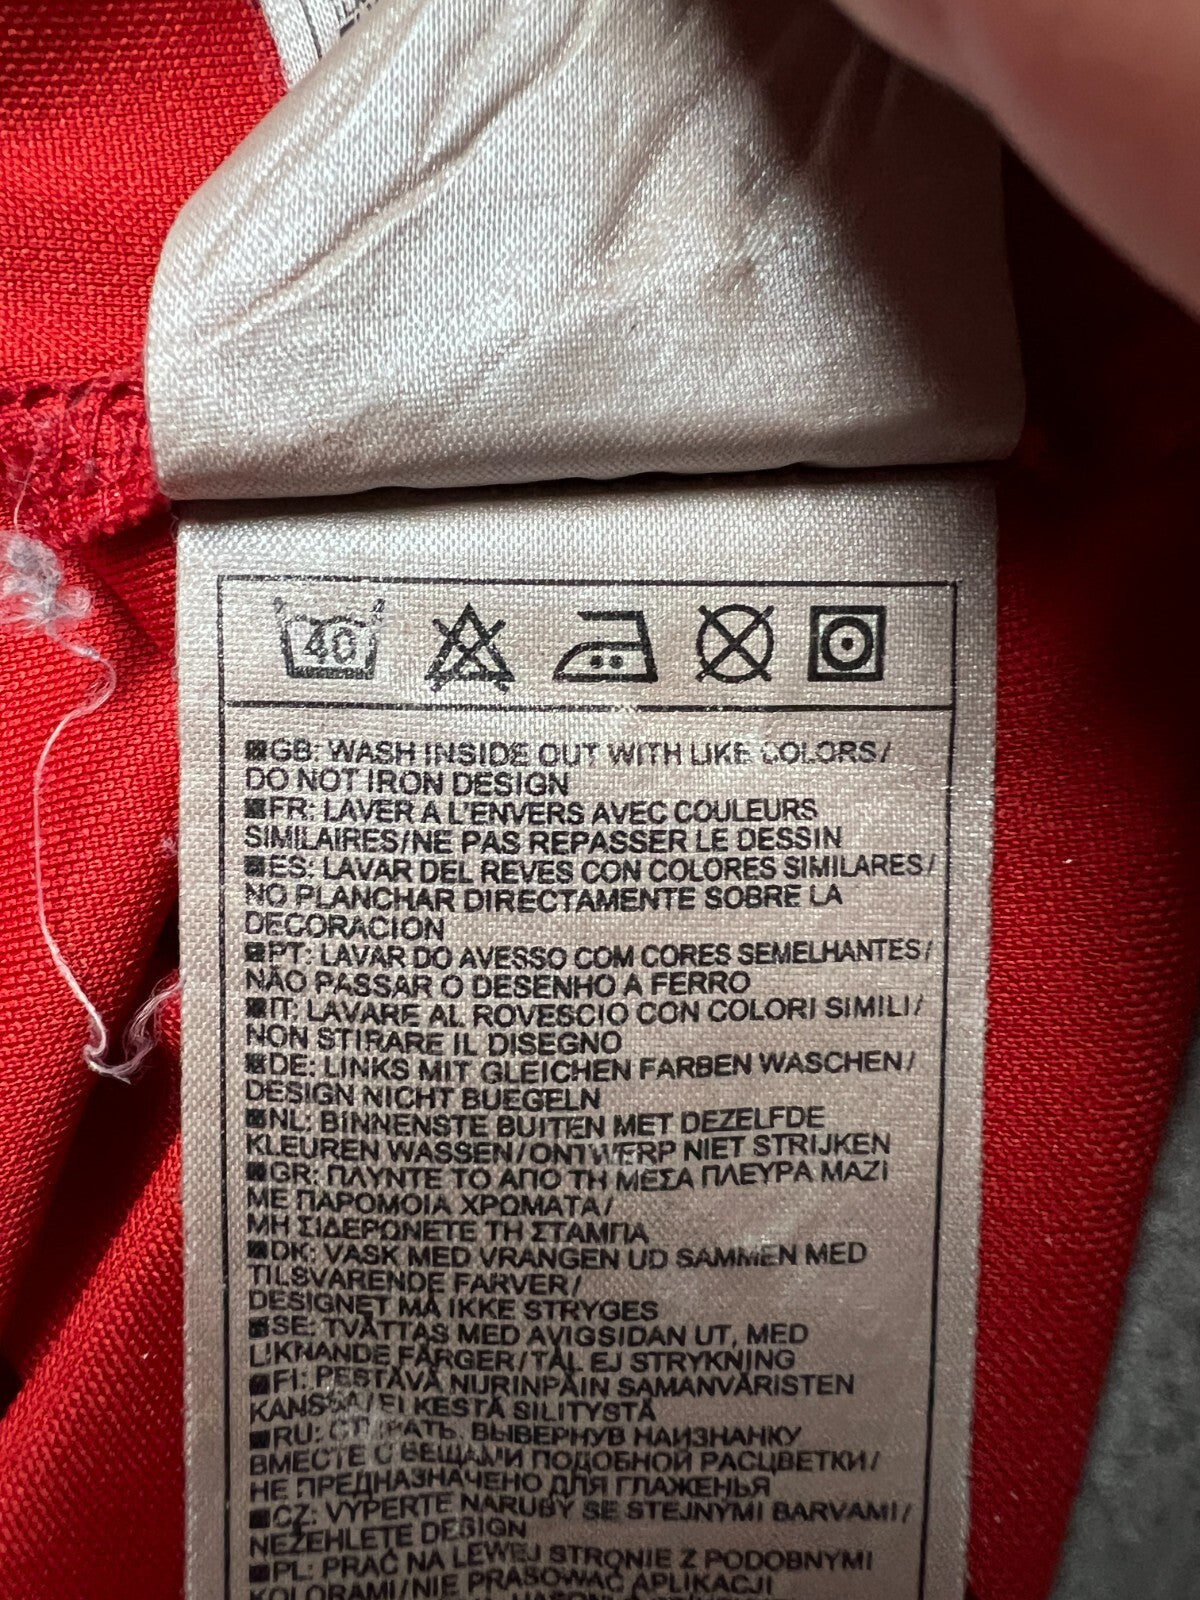 40
GB: WASH INSIDE OUT WITH LIKE COLORS/
DO NOT IRON DESIGN
FR: LAVER A L'ENVERS AVEC COULEURS
SIMILAIRES/NE PAS REPASSER LE DESSIN
ES: LAVAR DEL REVES CON COLORES SIMILARES/
NO PLANCHAR DIRECTAMENTE SOBRE LA
DECORACION
PT: LAVAR DO AVESSO COM CORES SEMELHANTES/
NÃO PASSAR O DESENHO A FERRO
IT: LAVARE AL ROVESCIO CON COLORI SIMILI/
NON STIRARE IL DISEGNO
DE: LINKS MIT GLEICHEN FARBEN WASCHEN/
DESIGN NICHT BUEGELN
NL: BINNENSTE BUITEN MET DEZELFDE
KLEUREN WASSEN/ONTWERP NIET STRIJKEN
GR: ΠΛΥΝΤΕ ΤΟ ΑΠΟ ΤΗ ΜΕΣΑ ΠΛΕΥΡΑ ΜΑΖΙ
ΜΕ ΠΑΡΟΜΟΙΑ ΧΡΩΜΑΤΑ/
ΜΗ ΣΙΔΕΡΩΝΕΤΕ ΤΗ ΣΤΑΜΠΑ
DK: VASK MED VRANGEN UD SAMMEN MED
TILSVARENDE FARVER/
DESIGNET MÅ IKKE STRYGES
SE: TVÄTTAS MED AVIGSIDAN UT, MED
LIKNANDE FÄRGER/TÅL EJ STRYKNING
FI: PESTÄVÄ NURINPÄIN SAMANVÄRISTEN
KANSSA/EI KESTÄ SILITYSTÄ
RU: СТИРАТЬ, ВЫВЕРНУВ НАИЗНАНКУ
ВМЕСТЕ С ВЕЩАМИ ПОДОБНОЙ РАСЦВЕТКИ/
НЕ ПРЕДНАЗНАЧЕНО ДЛЯ ГЛАЖЕНЬЯ
CZ: VYPERTE NARUBY SE STEJNYMI BARVAMI/
NEŽEHLETE DESIGN
PL: PRAĆ NA LEWEJ STRONIE Z PODOBNYMI
KOLORAMI/NIE PRASOWAĆ APLIKACJI